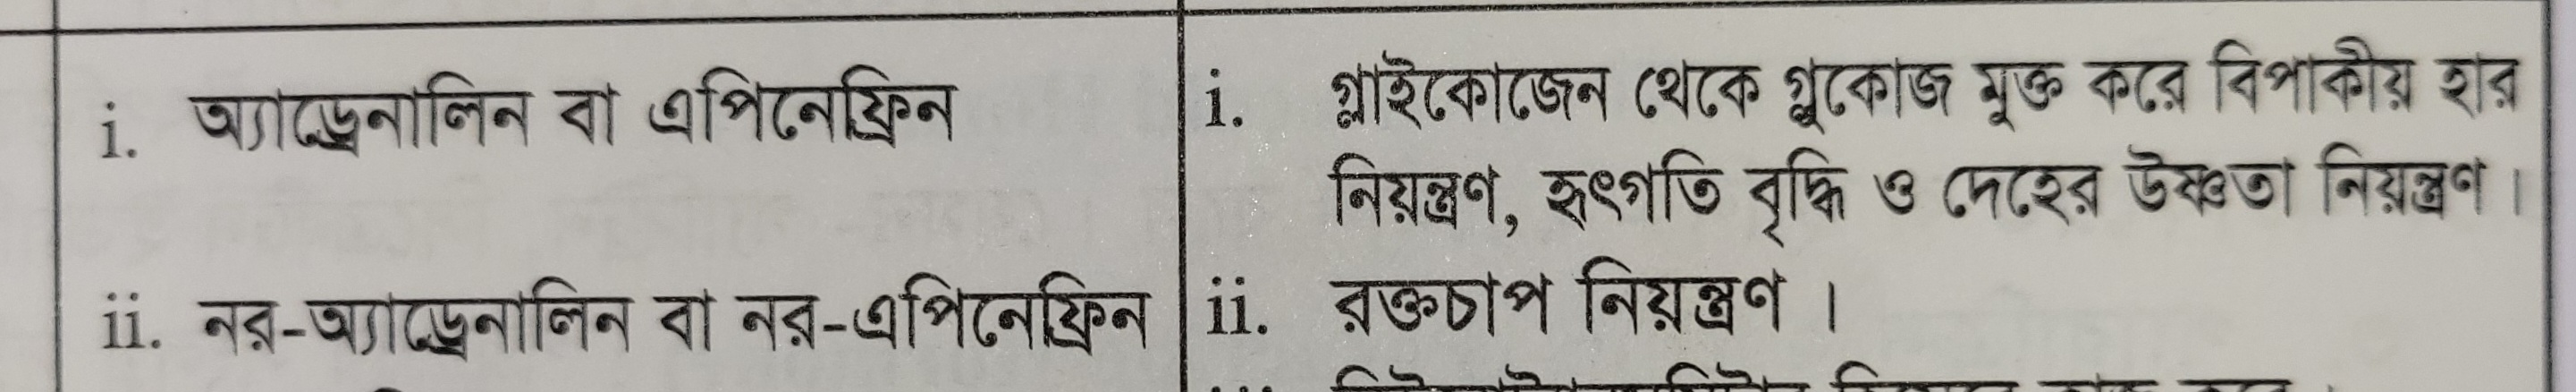 i. অ্যাড্রেনালিন বা এপিনেফ্রিন
i. গ্লাইকোজেন থেকে গ্লুকোজ মুক্ত করে বিপাকীয় হার
নিয়ন্ত্রণ, হৃৎগতি বৃদ্ধি ও দেহের উষ্ণতা নিয়ন্ত্রণ।
ii. নর-অ্যাড্রেনালিন বা নর-এপিনেফ্রিন
ii. রক্তচাপ নিয়ন্ত্রণ।